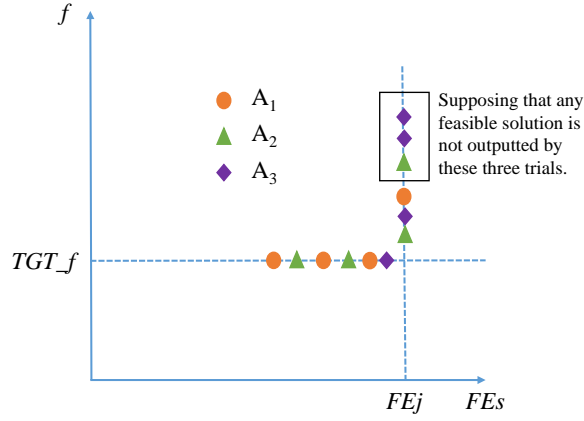 f
A1
A2
A3
Supposing that any
feasible solution is
not outputted by
these three trials.
TGT_f
FEj
FEs